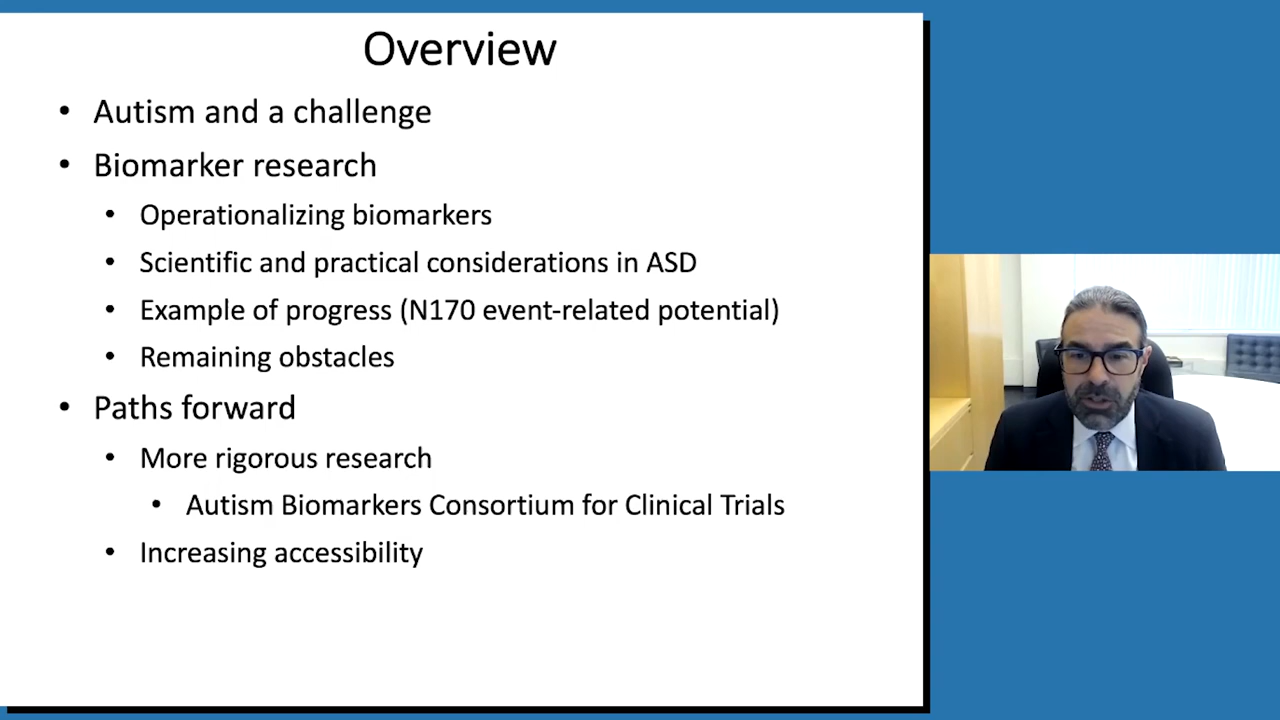 Overview
• Autism and a challenge
• Biomarker research
• Operationalizing biomarkers
• Scientific and practical considerations in ASD
• Example of progress (N170 event-related potential)
• Remaining obstacles
• Paths forward
• More rigorous research
• Autism Biomarkers Consortium for Clinical Trials
• Increasing accessibility